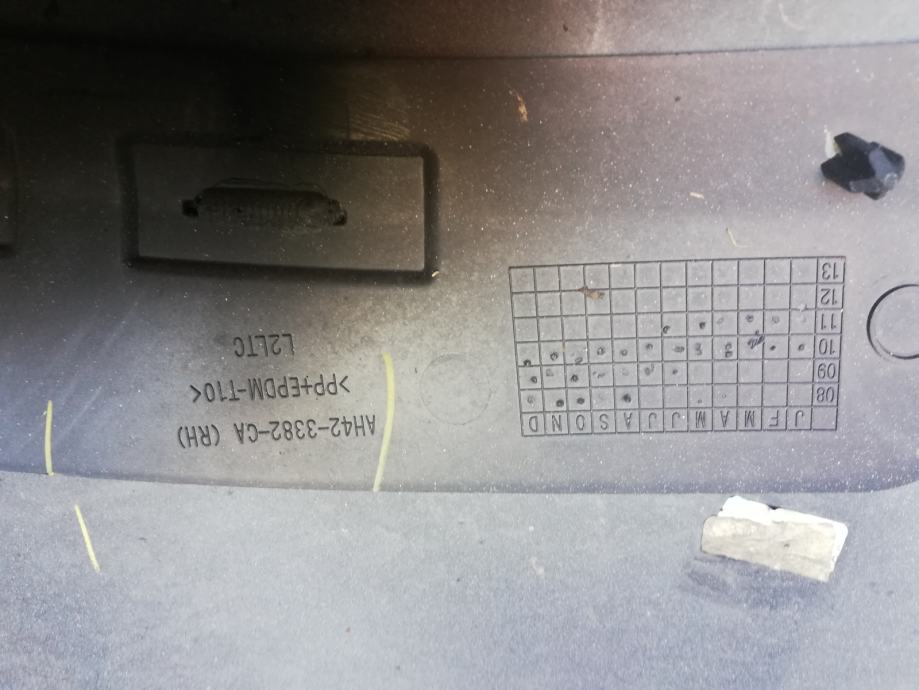 AH42-3382-CA (RH)
>PP+EPDM-T10<
L2LTC
J F M A M J J A S O N D
08
09
10
11
12
13